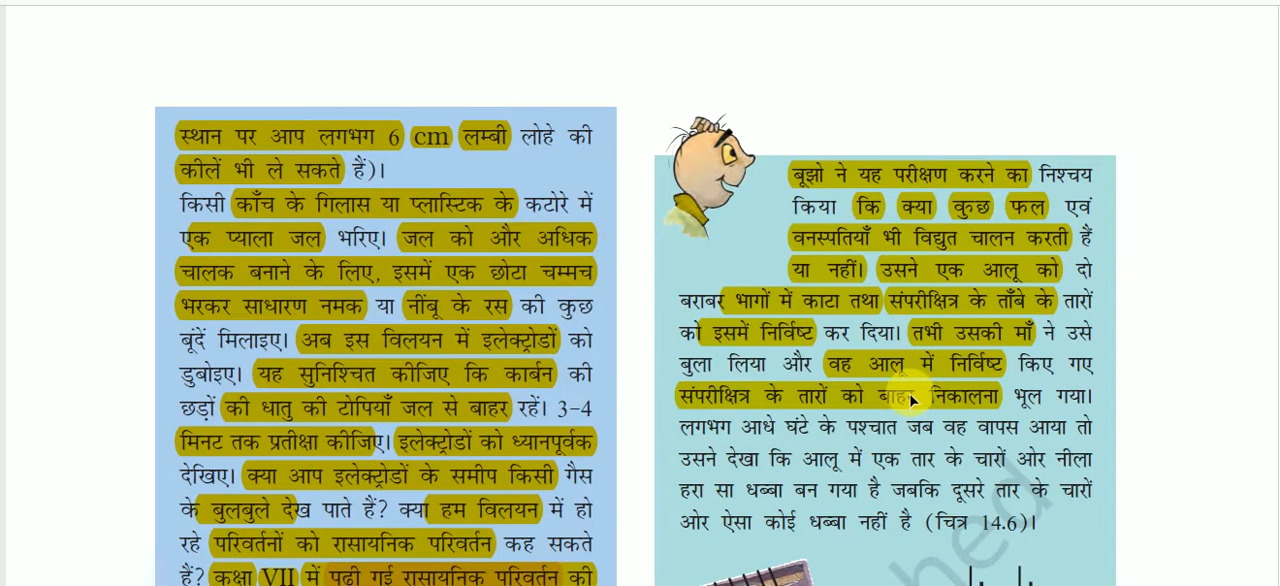 स्थान पर आप लगभग 6 cm लम्बी लोहे की
कीलें भी ले सकते हैं)।
किसी काँच के गिलास या प्लास्टिक के कटोरे में
एक प्याला जल भरिए। जल को और अधिक
चालक बनाने के लिए, इसमें एक छोटा चम्मच
भरकर साधारण नमक या नींबू के रस की कुछ
बूंदें मिलाइए। अब इस विलयन में इलेक्ट्रोडों को
डुबोइए। यह सुनिश्चित कीजिए कि कार्बन की
छड़ों की धातु की टोपियाँ जल से बाहर रहें। 3-4
मिनट तक प्रतीक्षा कीजिए। इलेक्ट्रोडों को ध्यानपूर्वक
देखिए। क्या आप इलेक्ट्रोडों के समीप किसी गैस
के बुलबुले देख पाते हैं? क्या हम विलयन में हो
रहे परिवर्तनों को रासायनिक परिवर्तन कह सकते
हैं? कक्षा VII में पढ़ी गई रासायनिक परिवर्तन की
बूझो ने यह परीक्षण करने का निश्चय
किया कि क्या कुछ फल एवं
वनस्पतियाँ भी विद्युत चालन करती हैं
या नहीं। उसने एक आलू को दो
बराबर भागों में काटा तथा संपरीक्षित्र के ताँबे के तारों
को इसमें निर्विष्ट कर दिया। तभी उसकी माँ ने उसे
बुला लिया और वह आलू में निर्विष्ट किए गए
संपरीक्षित्र के तारों को बाहर निकालना भूल गया।
लगभग आधे घंटे के पश्चात जब वह वापस आया तो
उसने देखा कि आलू में एक तार के चारों ओर नीला
हरा सा धब्बा बन गया है जबकि दूसरे तार के चारों
ओर ऐसा कोई धब्बा नहीं है (चित्र 14.6)।